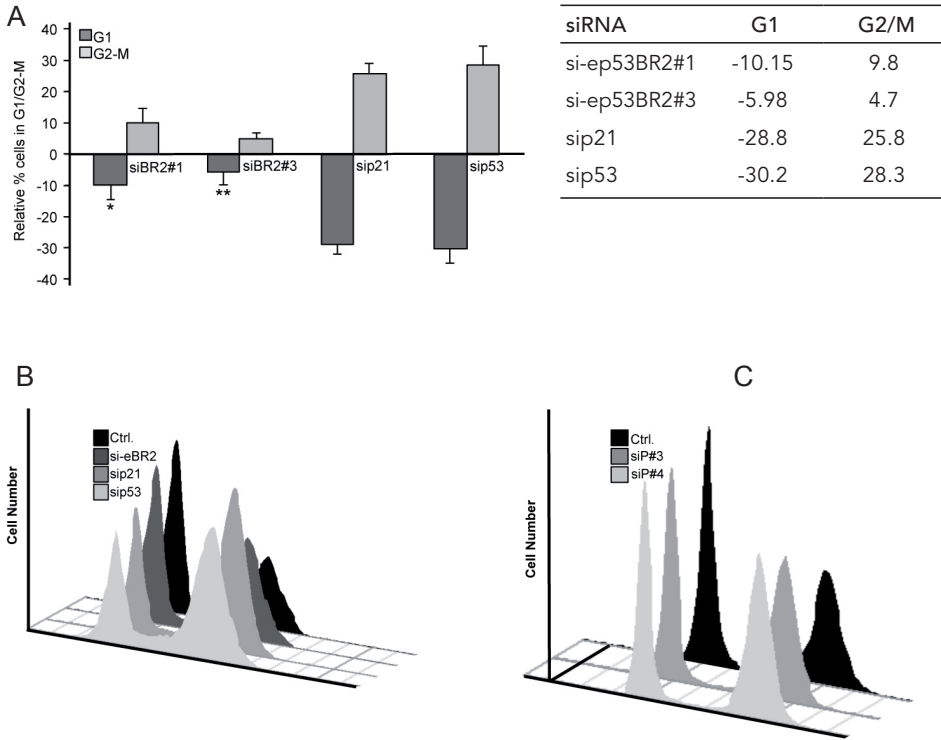 A
G1
G2-M
Relative % cells in G1/G2-M
40
30
20
10
0
-10
-20
-30
-40
siBR2#1
siBR2#3
sip21
sip53
*
**
siRNA G1 G2/M
si-ep53BR2#1 -10.15 9.8
si-ep53BR2#3 -5.98 4.7
sip21 -28.8 25.8
sip53 -30.2 28.3
B
Cell Number
Ctrl.
si-eBR2
sip21
sip53
C
Cell Number
Ctrl.
siP#3
siP#4